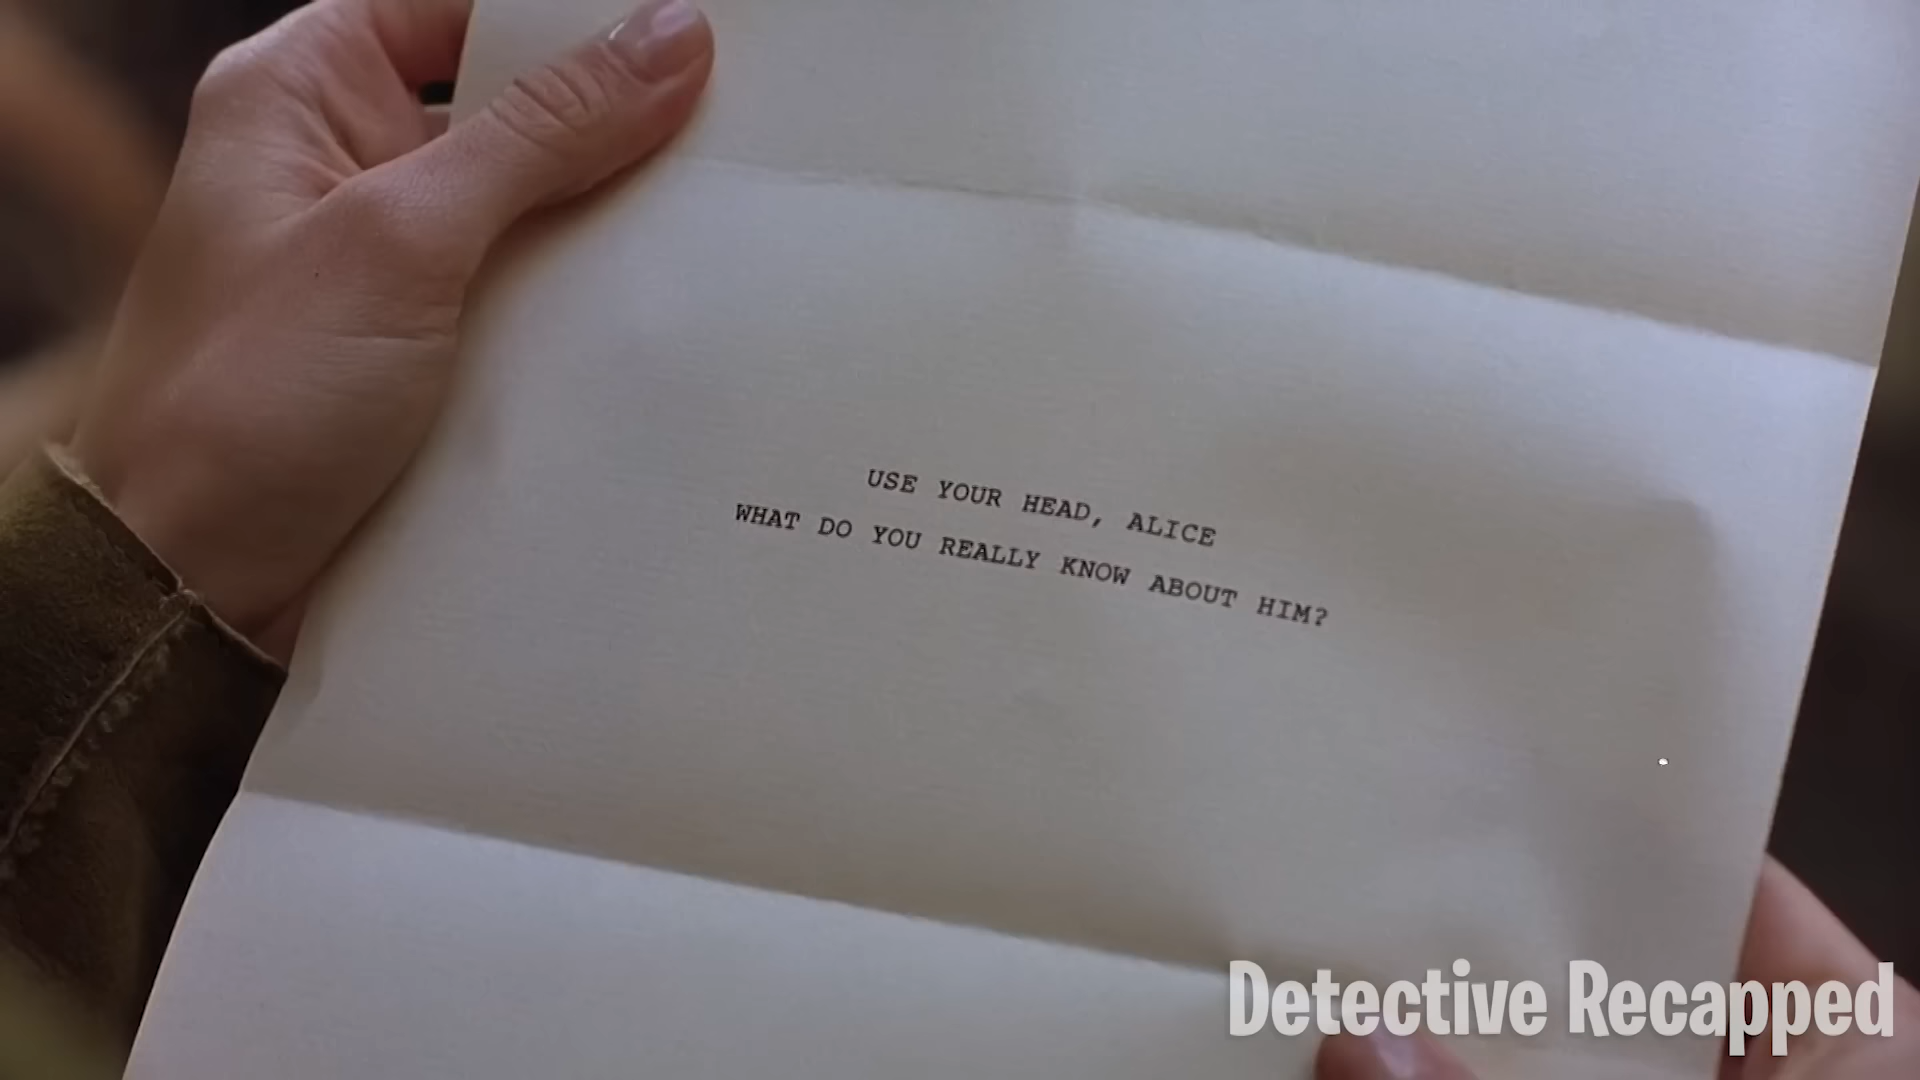 USE YOUR HEAD, ALICE
WHAT DO YOU REALLY KNOW ABOUT HIM?
Detective Recapped